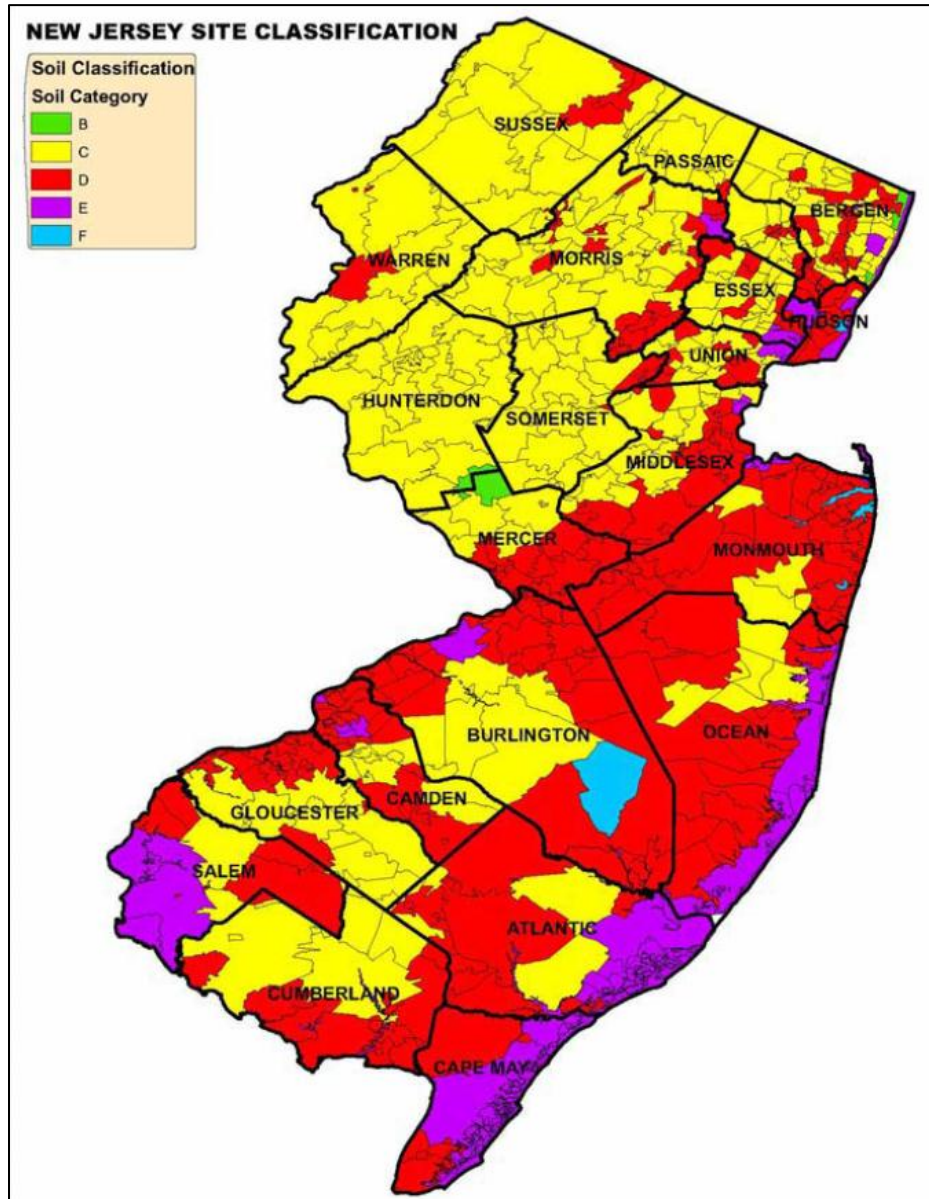 NEW JERSEY SITE CLASSIFICATION
Soil Classification
Soil Category
B
C
D
E
F
SUSSEX
PASSAIC
BERGEN
WARREN
MORRIS
ESSEX
HUDSON
UNION
HUNTERDON
SOMERSET
MIDDLESEX
MERCER
MONMOUTH
OCEAN
BURLINGTON
CAMDEN
GLOUCESTER
SALEM
ATLANTIC
CUMBERLAND
CAPE MAY